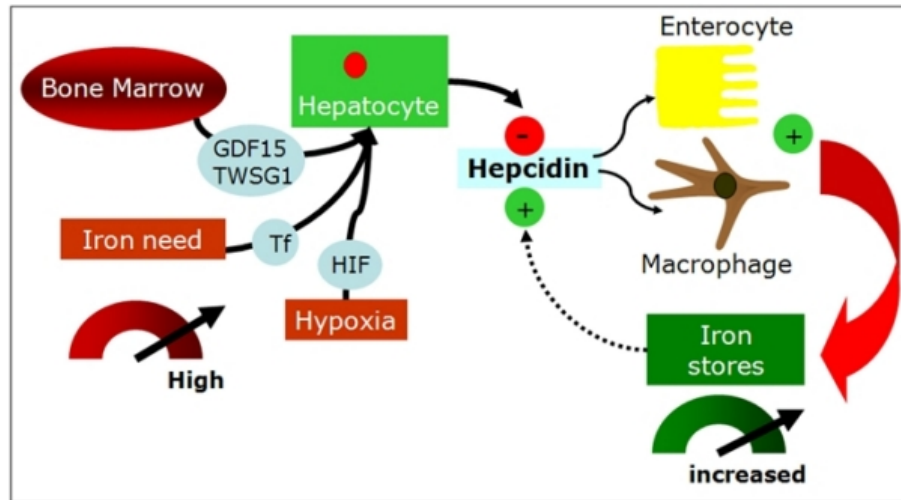 Enterocyte
Bone Marrow
Hepatocyte
GDF15
TWSG1
-
Hepcidin
+
+
Iron need
Tf
HIF
Macrophage
Hypoxia
Iron
stores
High
increased